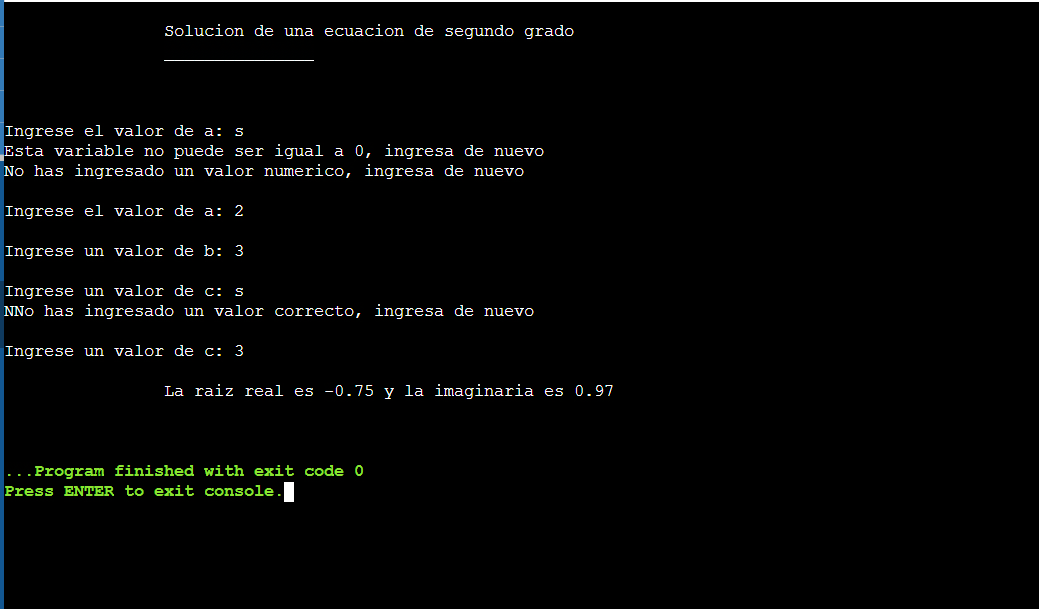 Solucion de una ecuacion de segundo grado
_______________
Ingrese el valor de a: s
Esta variable no puede ser igual a 0, ingresa de nuevo
No has ingresado un valor numerico, ingresa de nuevo
Ingrese el valor de a: 2
Ingrese un valor de b: 3
Ingrese un valor de c: s
NNo has ingresado un valor correcto, ingresa de nuevo
Ingrese un valor de c: 3
La raiz real es -0.75 y la imaginaria es 0.97
...Program finished with exit code 0
Press ENTER to exit console.